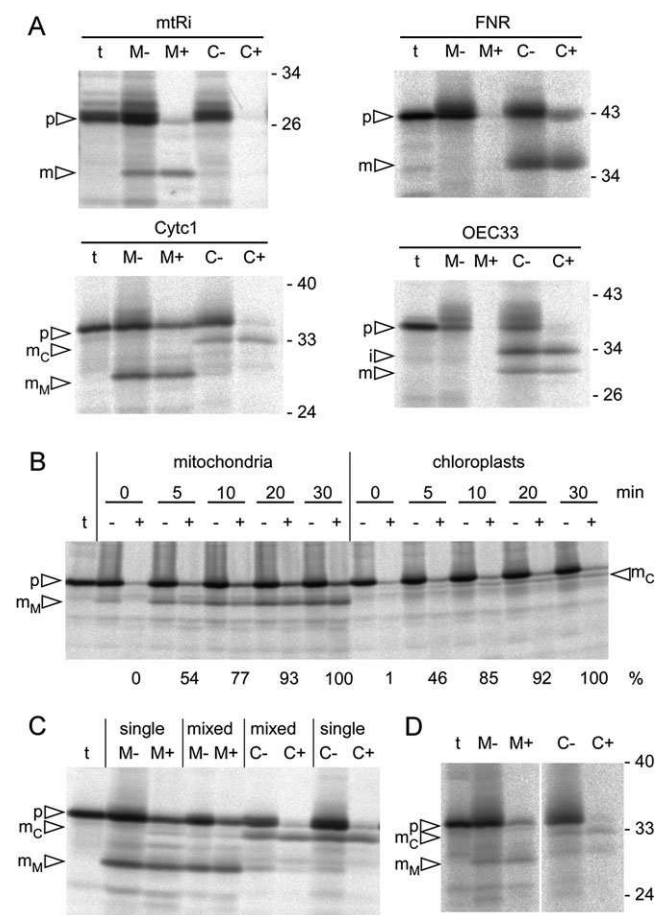 A
mtRi
t M- M+ C- C+
- 34
p
- 26
m
FNR
t M- M+ C- C+
p
- 43
m
- 34
Cytc1
t M- M+ C- C+
- 40
p
- 33
mC
mM
- 24
OEC33
t M- M+ C- C+
- 43
p
- 34
i
m
- 26
B
mitochondria chloroplasts
0 5 10 20 30 0 5 10 20 30 min
t - + - + - + - + - + - + - + - + - + - +
p
mC
mM
0 54 77 93 100 1 46 85 92 100 %
C
single mixed mixed single
t M- M+ M- M+ C- C+ C- C+
p
mC
mM
D
t M- M+ C- C+
- 40
p
- 33
mC
mM
- 24